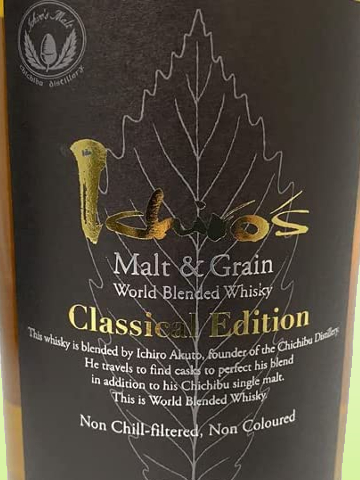 Ichiro's Malt
chichibu distillery
Ichiro's
Malt & Grain
World Blended Whisky
Classical Edition
This whisky is blended by Ichiro Akuto, founder of the Chichibu Distillery.
He travels to find casks to perfect his blend
in addition to his Chichibu single malt.
This is World Blended Whisky.
Non Chill-filtered, Non Coloured